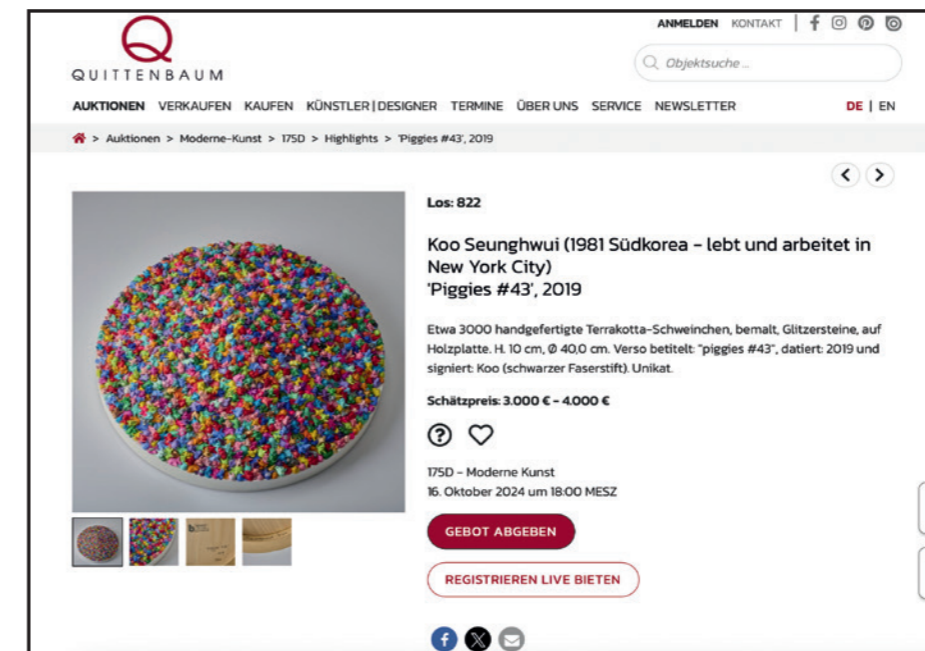 ANMELDEN KONTAKT
QUITTENBAUM
Objektsuche ...
AUKTIONEN VERKAUFEN KAUFEN KÜNSTLER|DESIGNER TERMINE ÜBER UNS SERVICE NEWSLETTER DE | EN
> Auktionen > Moderne-Kunst > 175D > Highlights > 'Piggies #43', 2019
Los: 822
Koo Seunghwui (1981 Südkorea – lebt und arbeitet in
New York City)
'Piggies #43', 2019
Etwa 3000 handgefertigte Terrakotta-Schweinchen, bemalt, Glitzersteine, auf
Holzplatte. H. 10 cm, Ø 40,0 cm. Verso betitelt: "piggies #43", datiert: 2019 und
signiert: Koo (schwarzer Faserstift). Unikat.
Schätzpreis: 3.000 € - 4.000 €
175D – Moderne Kunst
16. Oktober 2024 um 18:00 MESZ
GEBOT ABGEBEN
REGISTRIEREN LIVE BIETEN